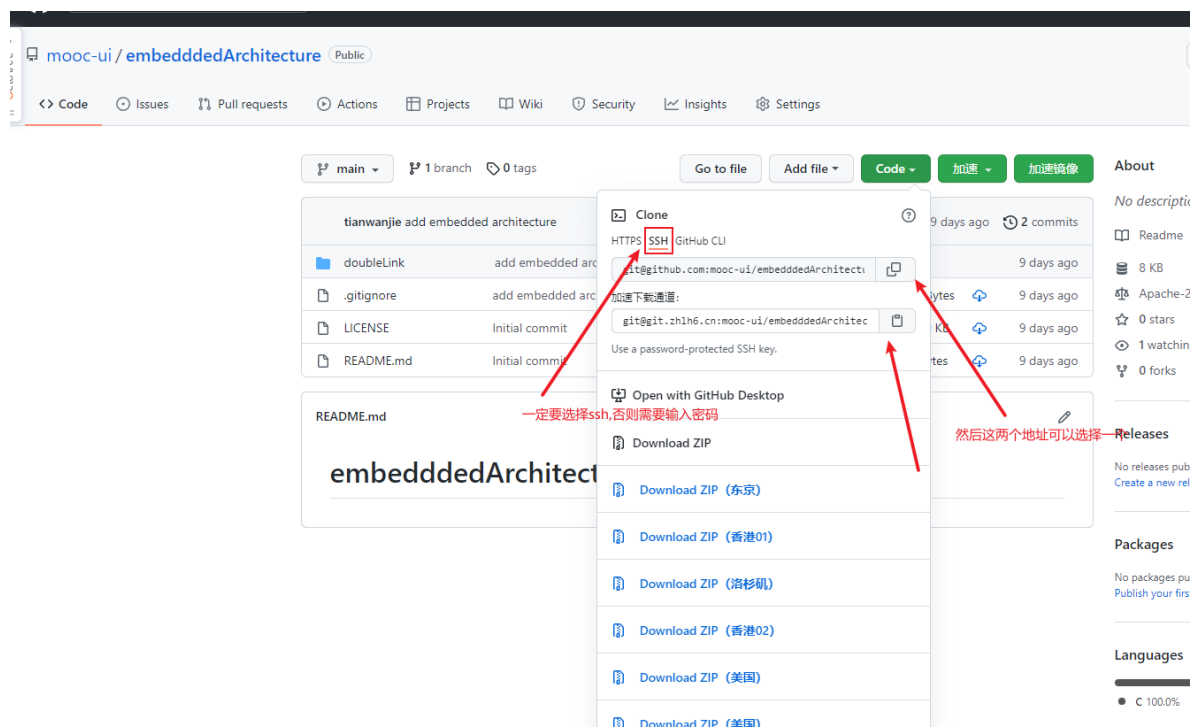 mooc-ui / embedddedArchitecture Public
Code Issues Pull requests Actions Projects Wiki Security Insights Settings
main 1 branch 0 tags Go to file Add file Code 加速 加速镜像
About
No descriptio
Readme
8 KB
Apache-2
0 stars
1 watchin
0 forks
tianwanjie add embedded architecture 9 days ago 2 commits
doubleLink add embedded arc 9 days ago
.gitignore add embedded arc ytes 9 days ago
LICENSE Initial commit KB 9 days ago
README.md Initial commit ytes 9 days ago
Clone
HTTPS SSH GitHub CLI
git@github.com:mooc-ui/embedddedArchitectu
加速下载通道:
git@git.zhlh6.cn:mooc-ui/embedddedArchitec
Use a password-protected SSH key.
Open with GitHub Desktop
一定要选择ssh,否则需要输入密码
然后这两个地址可以选择一个
Download ZIP
Download ZIP（东京）
Download ZIP（香港01）
Download ZIP（洛杉矶）
Download ZIP（香港02）
Download ZIP（美国）
Download ZIP（美国）
README.md
embedddedArchitect
Releases
No releases pub
Create a new rel
Packages
No packages pu
Publish your firs
Languages
C 100.0%